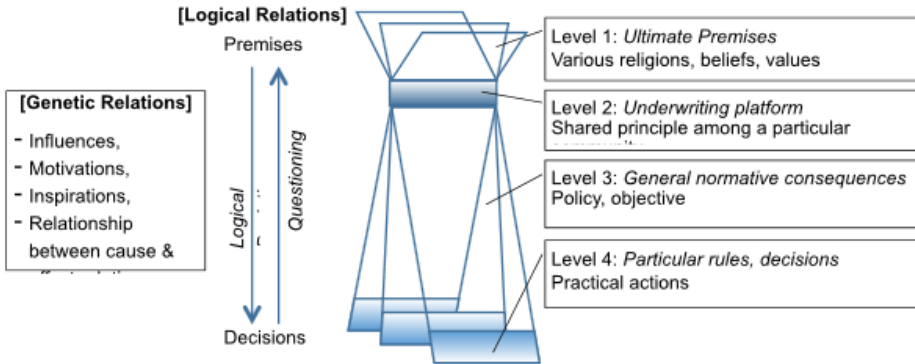 [Logical Relations]
Premises
[Genetic Relations]
- Influences,
- Motivations,
- Inspirations,
- Relationship
between cause &
Logical
Questioning
Decisions
Level 1: Ultimate Premises
Various religions, beliefs, values
Level 2: Underwriting platform
Shared principle among a particular
Level 3: General normative consequences
Policy, objective
Level 4: Particular rules, decisions
Practical actions